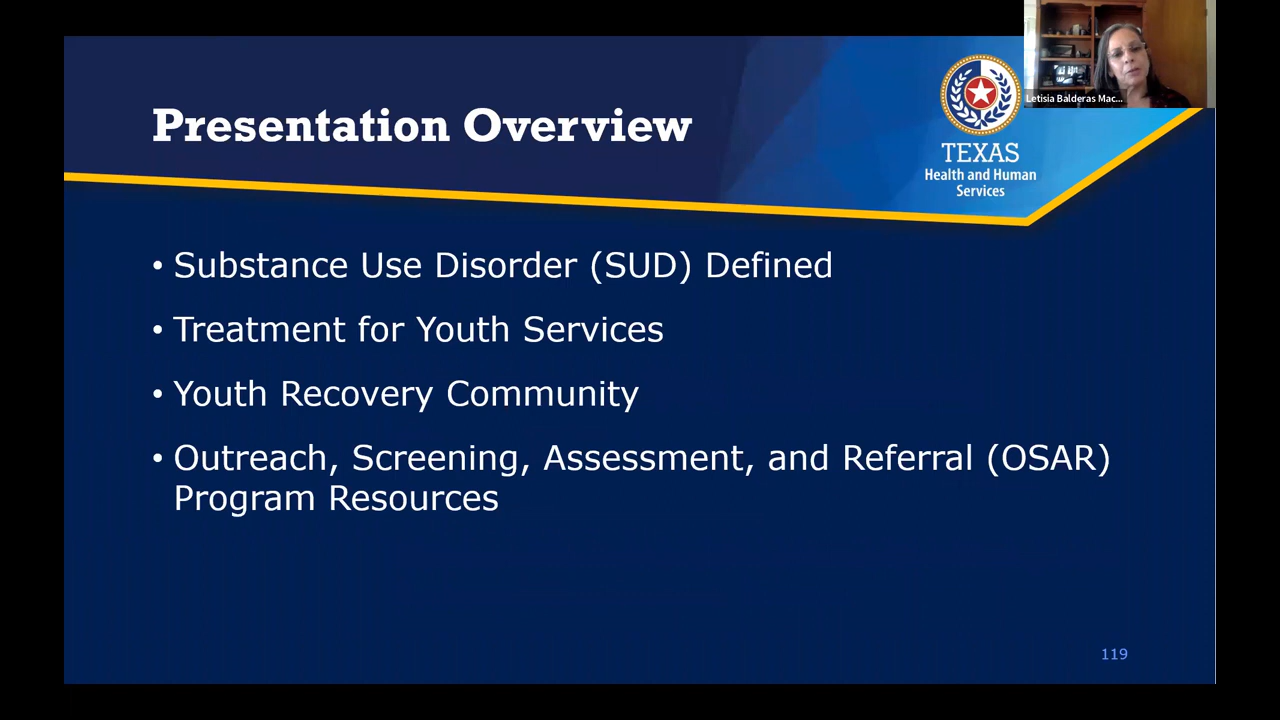 Letisia Balderas Mac...
Presentation Overview
TEXAS
Health and Human
Services
• Substance Use Disorder (SUD) Defined
• Treatment for Youth Services
• Youth Recovery Community
• Outreach, Screening, Assessment, and Referral (OSAR)
Program Resources
119